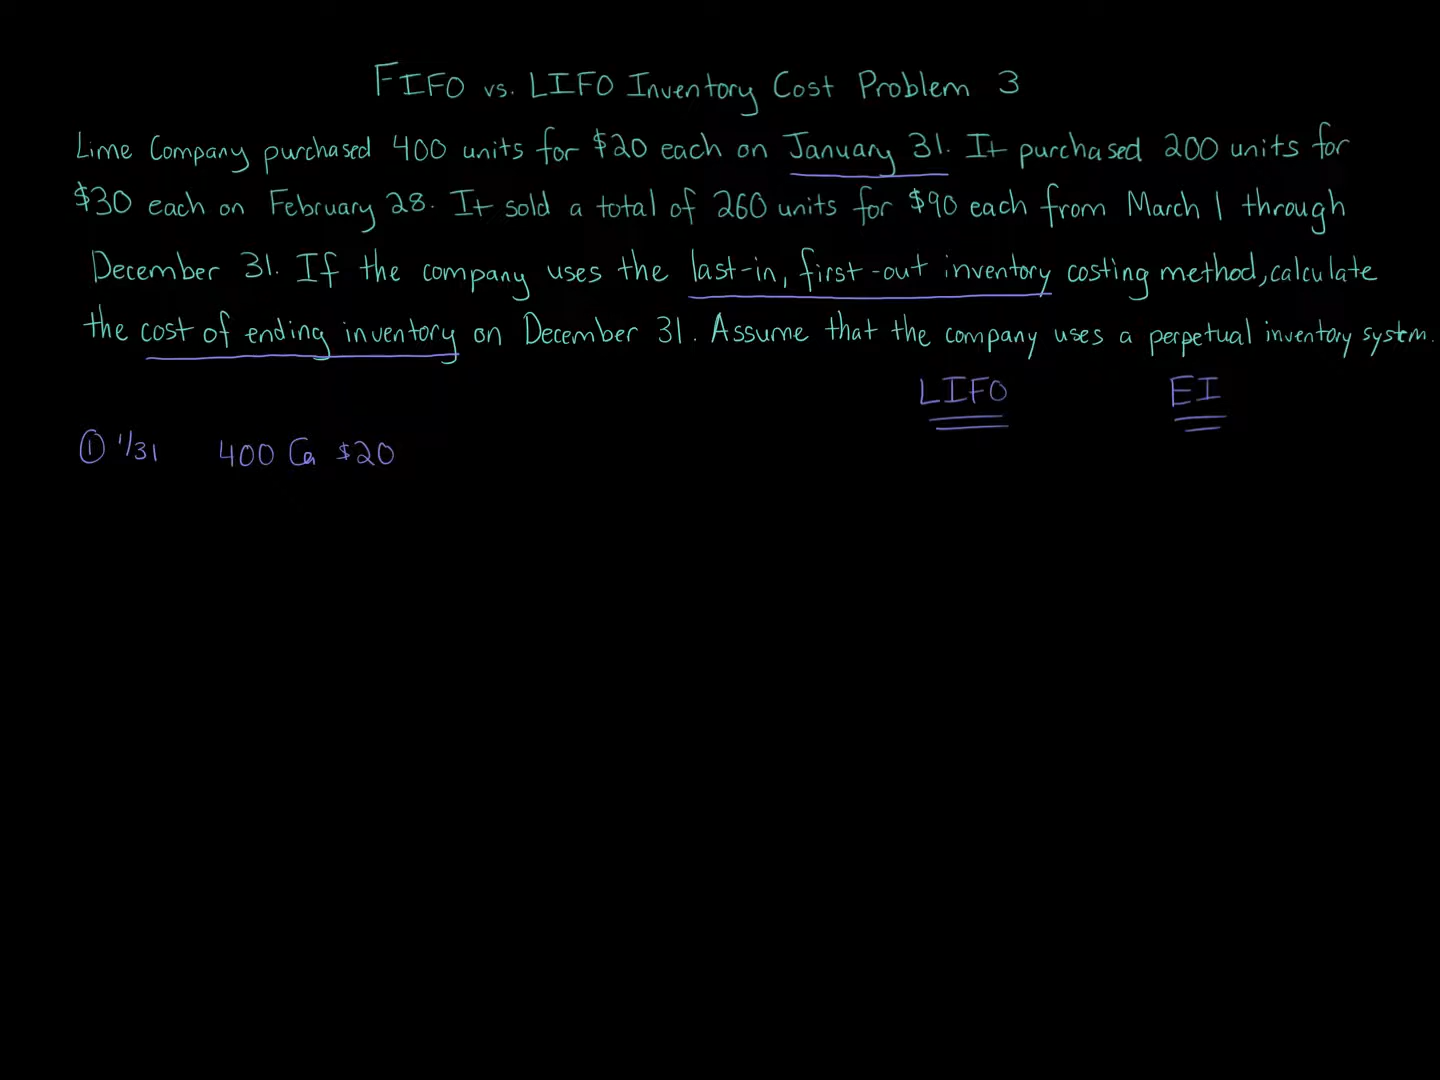 FIFO vs. LIFO Inventory Cost Problem 3
Lime Company purchased 400 units for $20 each on January 31. It purchased 200 units for
$30 each on February 28. It sold a total of 260 units for $90 each from March 1 through
December 31. If the company uses the last-in, first-out inventory costing method, calculate
the cost of ending inventory on December 31. Assume that the company uses a perpetual inventory system.
LIFO EI
① 1/31 400 @ $20